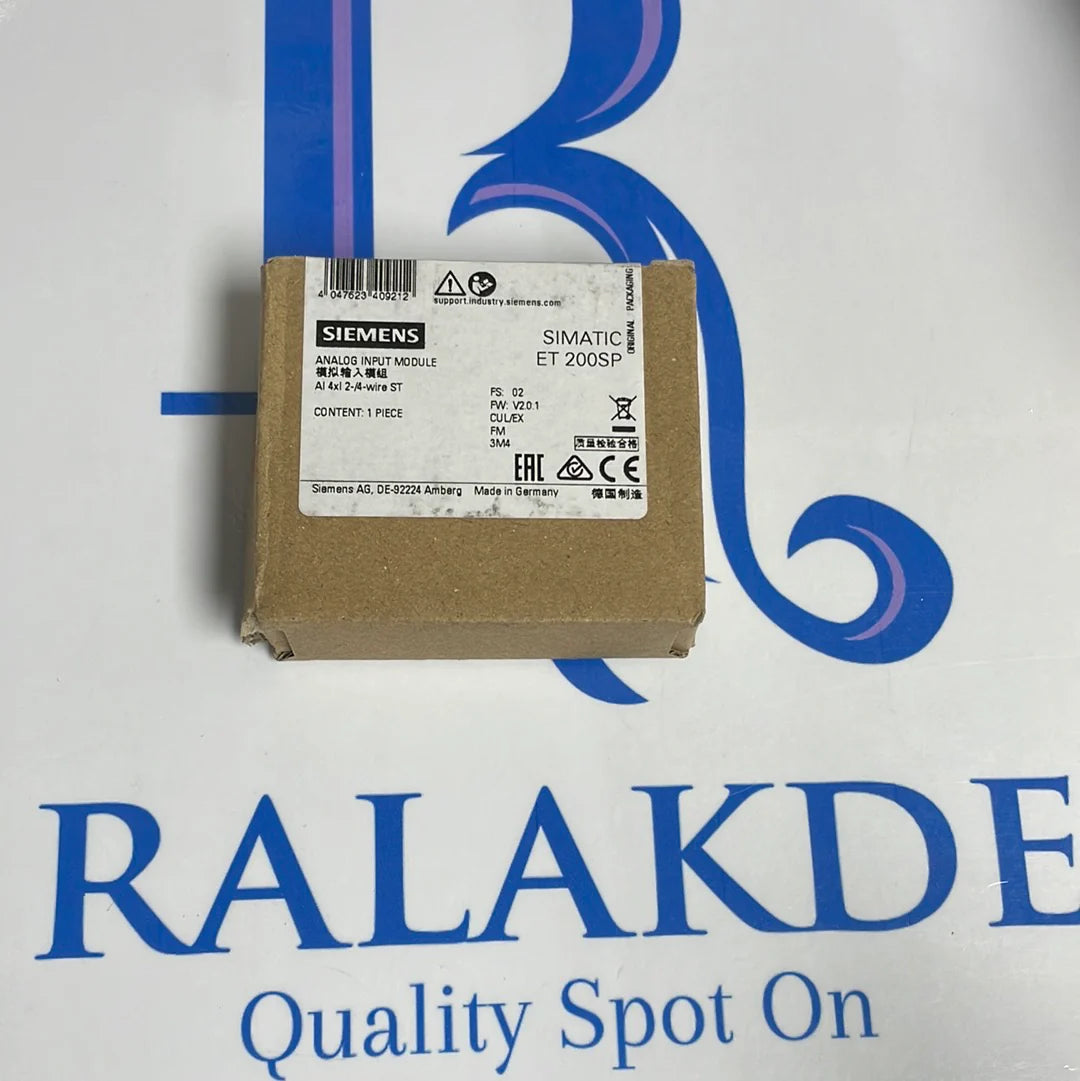 4 047623 409212
support.industry.siemens.com
ORIGINAL PACKAGING
SIEMENS
SIMATIC
ET 200SP
ANALOG INPUT MODULE
模拟输入模组
AI 4xI 2-/4-wire ST
CONTENT: 1 PIECE
FS: 02
FW: V2.0.1
CUL/EX
FM
3M4
质量检验合格
EAC
CE
Siemens AG, DE-92224 Amberg Made in Germany 德国制造
R
RALAKDE
Quality Spot On